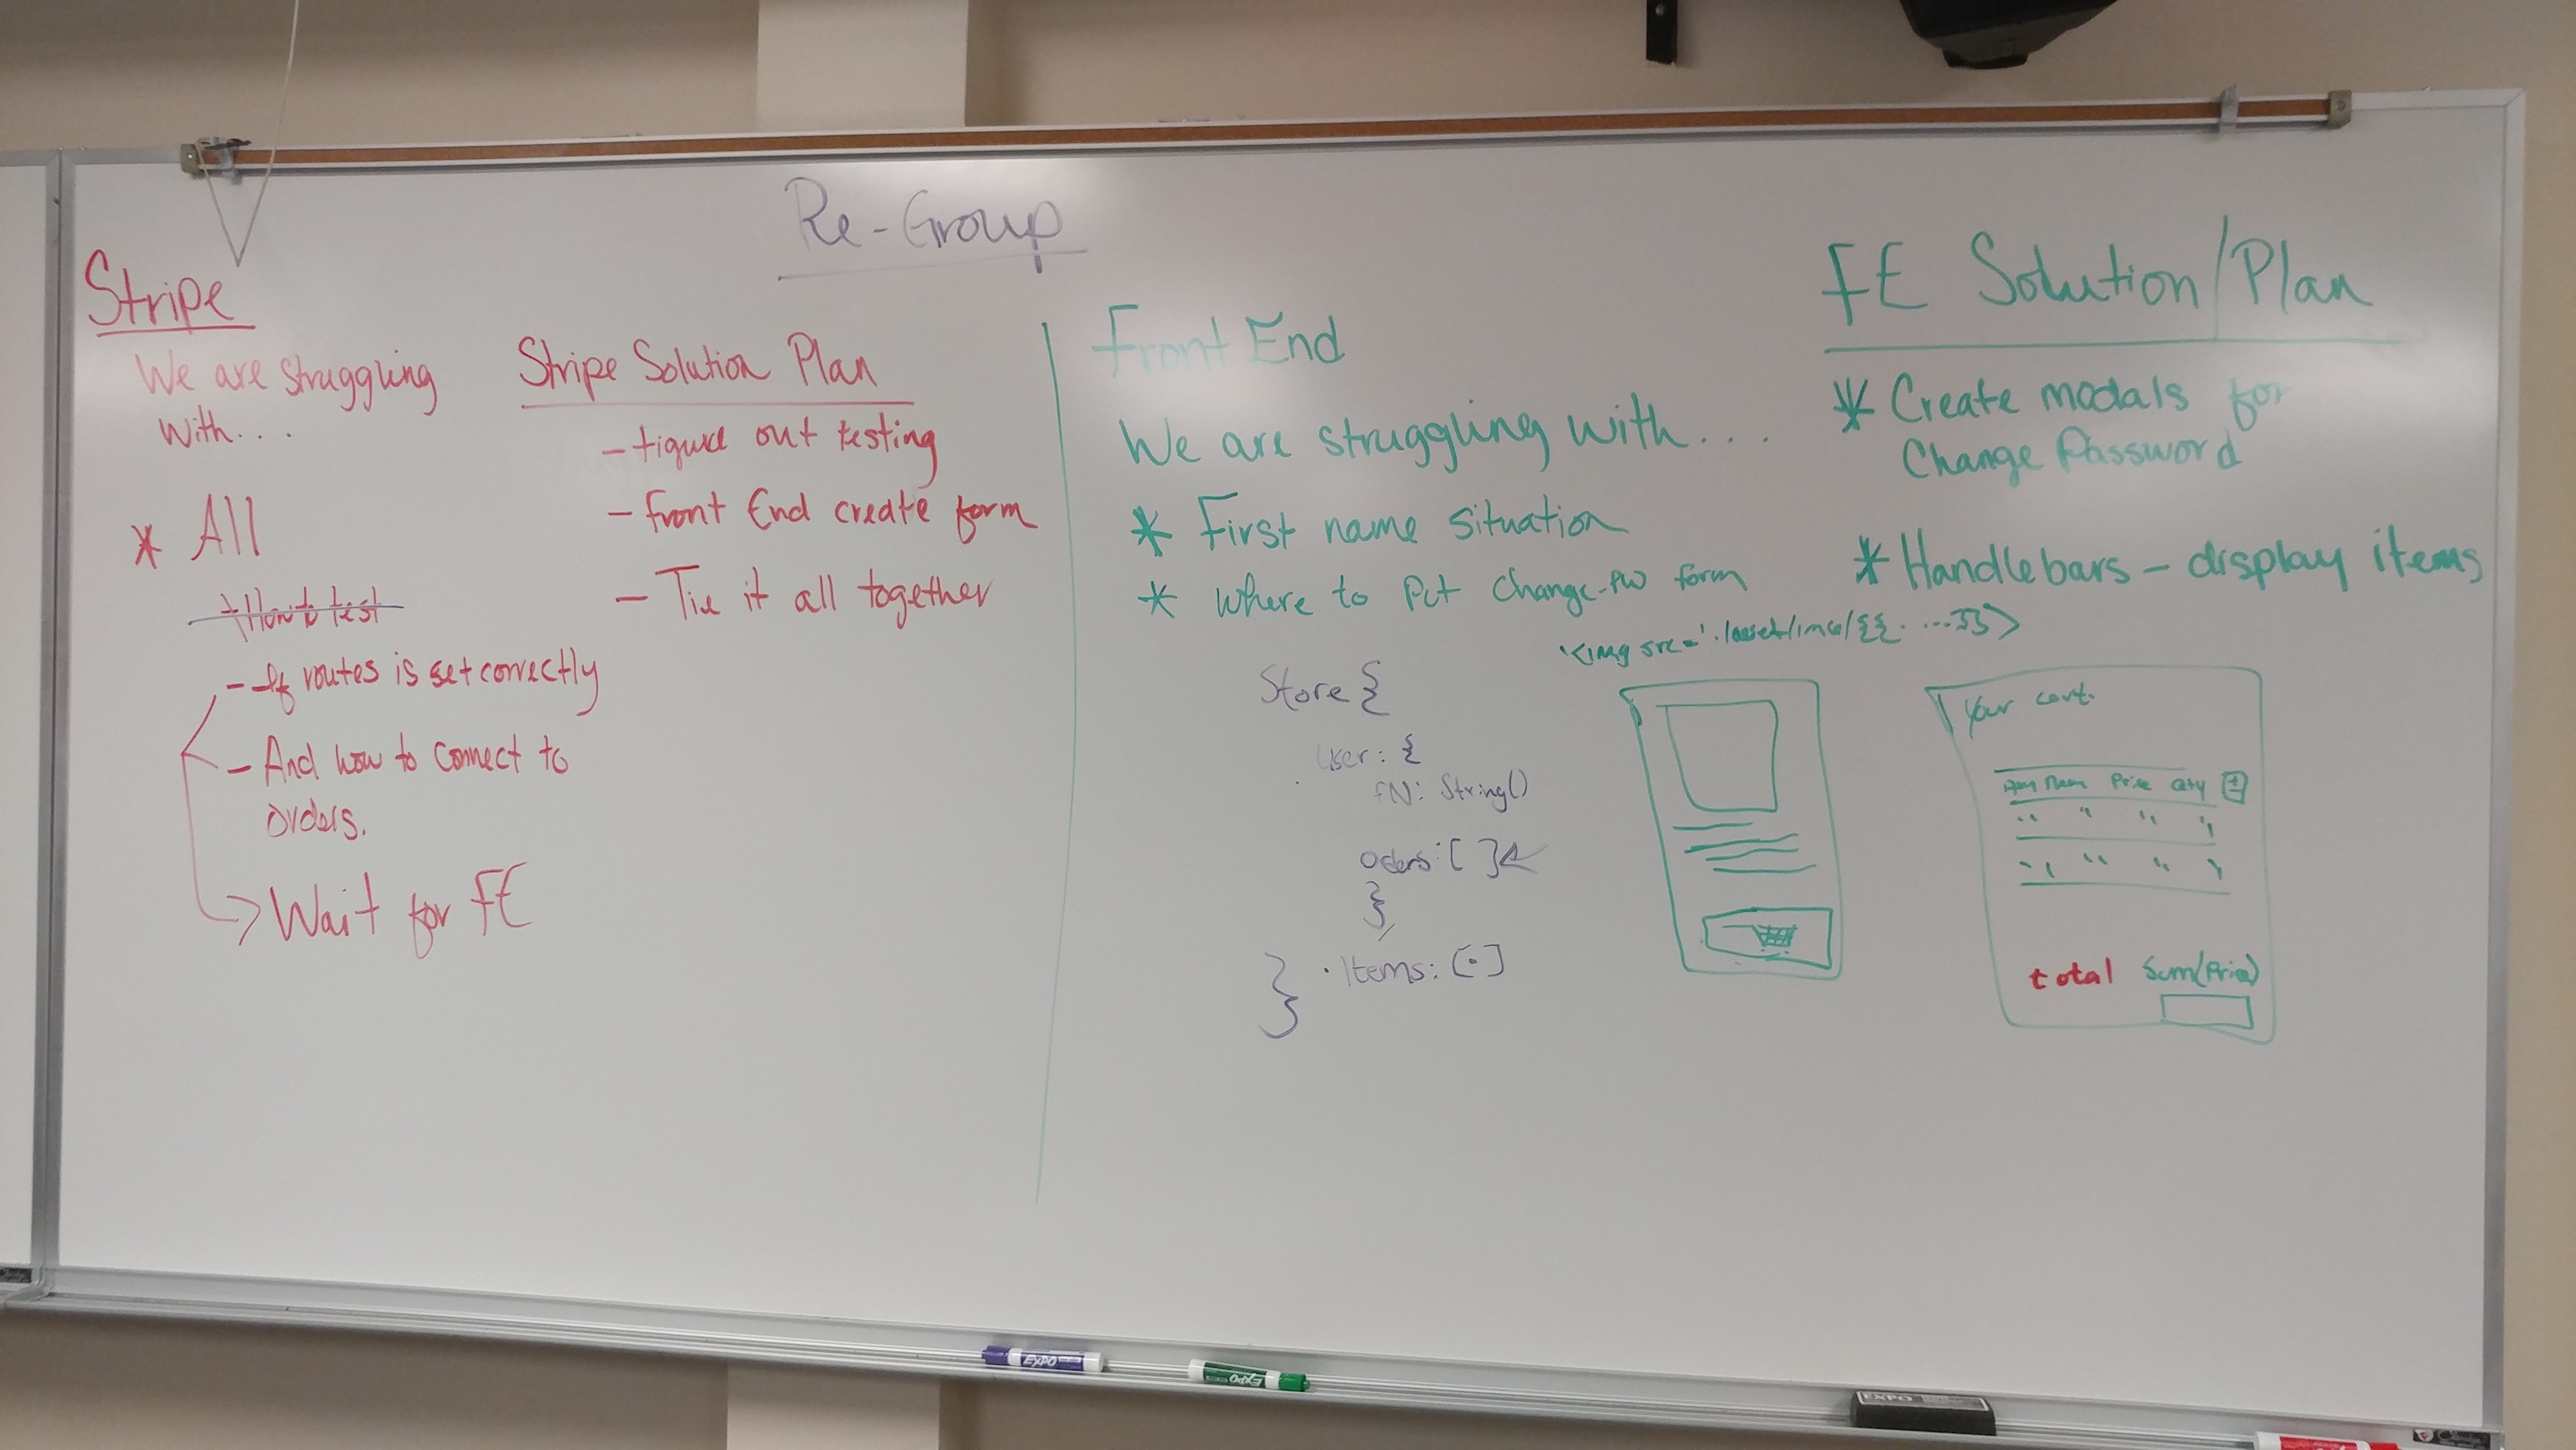 Re-Group
Stripe
We are struggling
with...
* All
+ How to test
- If routes is set correctly
- And how to connect to
orders.
Wait for FE
Stripe Solution Plan
- figure out testing
- Front End create form
- Tie it all together
Front End
We are struggling with....
* First name situation
* Where to Put Change-PW form
Store {
User: {
fN: String()
orders: [ ]
},
· Items: [·]
}
FE Solution/Plan
* Create modals for
Change Password
* Handlebars - display items
<img src=
Your cart.
Price Qty
total Sum(Price)
EXPO
EXPO
EXPO